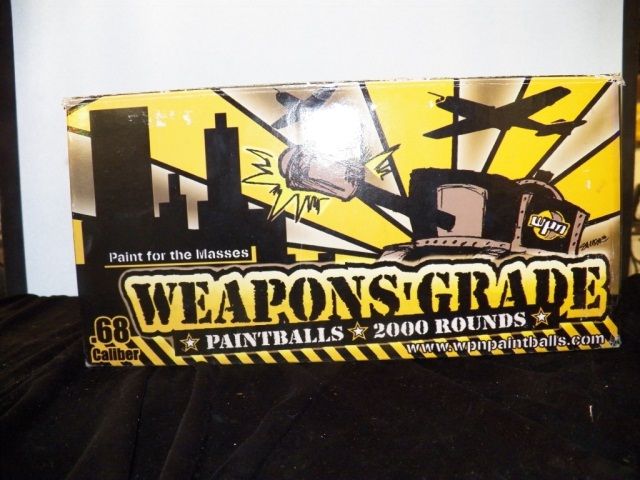 wpn
Paint for the Masses
WEAPONS GRADE
PAINTBALLS 2000 ROUNDS
.68
Caliber
www.wpnpaintballs.com